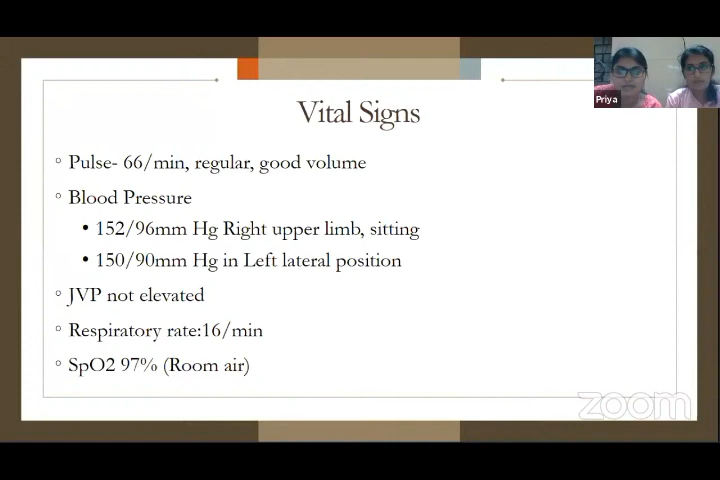 Vital Signs
Priya
◦ Pulse- 66/min, regular, good volume
◦ Blood Pressure
• 152/96mm Hg Right upper limb, sitting
• 150/90mm Hg in Left lateral position
◦ JVP not elevated
◦ Respiratory rate:16/min
◦ SpO2 97% (Room air)
zoom